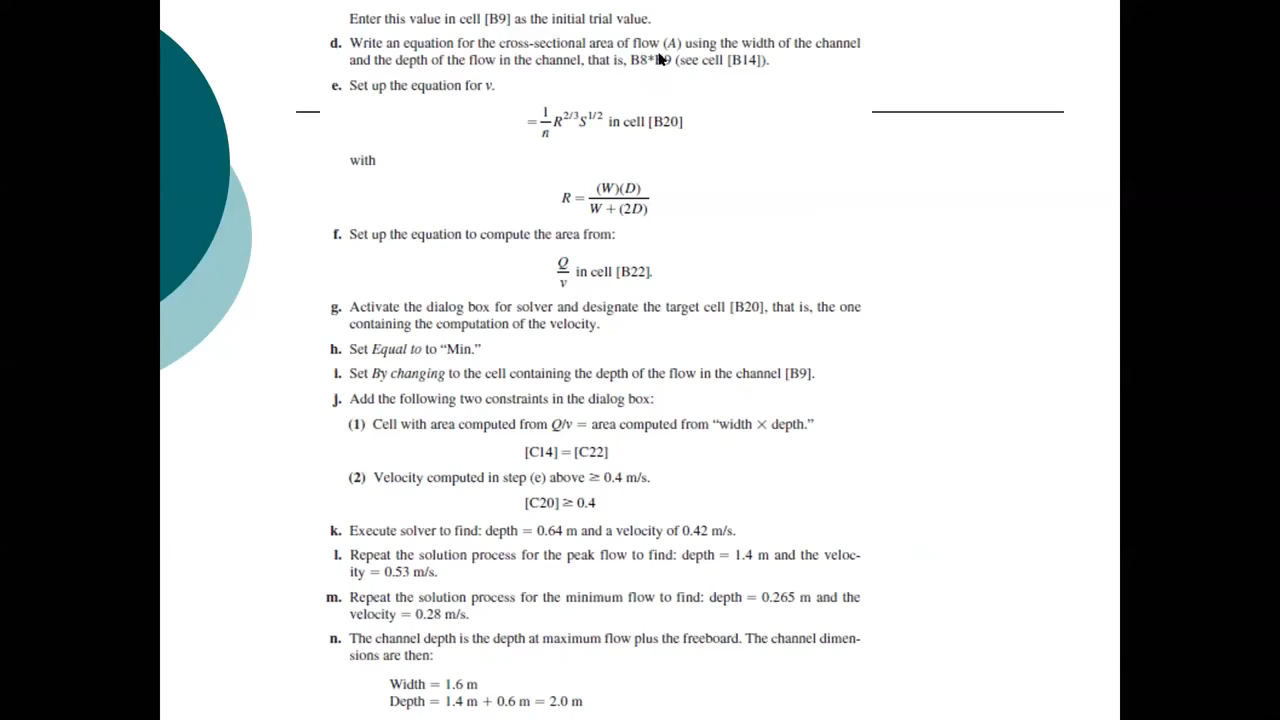 Enter this value in cell [B9] as the initial trial value.
d. Write an equation for the cross-sectional area of flow (A) using the width of the channel
and the depth of the flow in the channel, that is, B8*B9 (see cell [B14]).
e. Set up the equation for v.
= 1/n R^2/3 S^1/2 in cell [B20]
with
R = (W)(D) / W + (2D)
f. Set up the equation to compute the area from:
Q/v in cell [B22].
g. Activate the dialog box for solver and designate the target cell [B20], that is, the one
containing the computation of the velocity.
h. Set Equal to to “Min.”
i. Set By changing to the cell containing the depth of the flow in the channel [B9].
j. Add the following two constraints in the dialog box:
(1) Cell with area computed from Q/v = area computed from “width × depth.”
[C14] = [C22]
(2) Velocity computed in step (e) above ≥ 0.4 m/s.
[C20] ≥ 0.4
k. Execute solver to find: depth = 0.64 m and a velocity of 0.42 m/s.
l. Repeat the solution process for the peak flow to find: depth = 1.4 m and the veloc-
ity = 0.53 m/s.
m. Repeat the solution process for the minimum flow to find: depth = 0.265 m and the
velocity = 0.28 m/s.
n. The channel depth is the depth at maximum flow plus the freeboard. The channel dimen-
sions are then:
Width = 1.6 m
Depth = 1.4 m + 0.6 m = 2.0 m